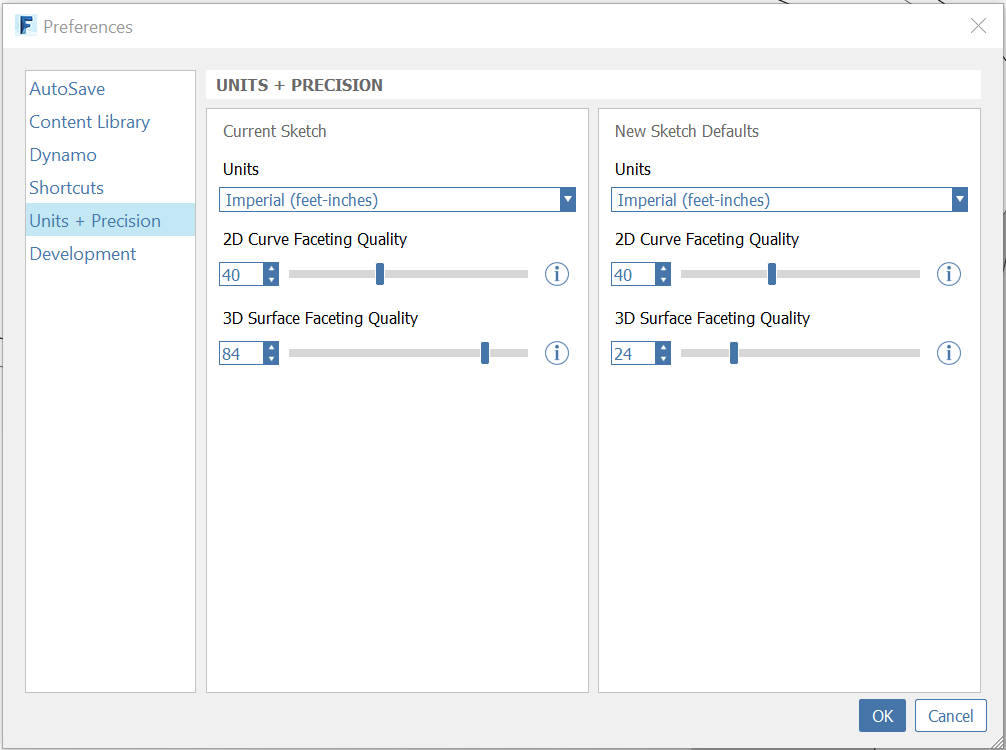 Preferences
AutoSave
Content Library
Dynamo
Shortcuts
Units + Precision
Development
UNITS + PRECISION
Current Sketch
Units
Imperial (feet-inches)
2D Curve Faceting Quality
40
3D Surface Faceting Quality
84
New Sketch Defaults
Units
Imperial (feet-inches)
2D Curve Faceting Quality
40
3D Surface Faceting Quality
24
OK
Cancel